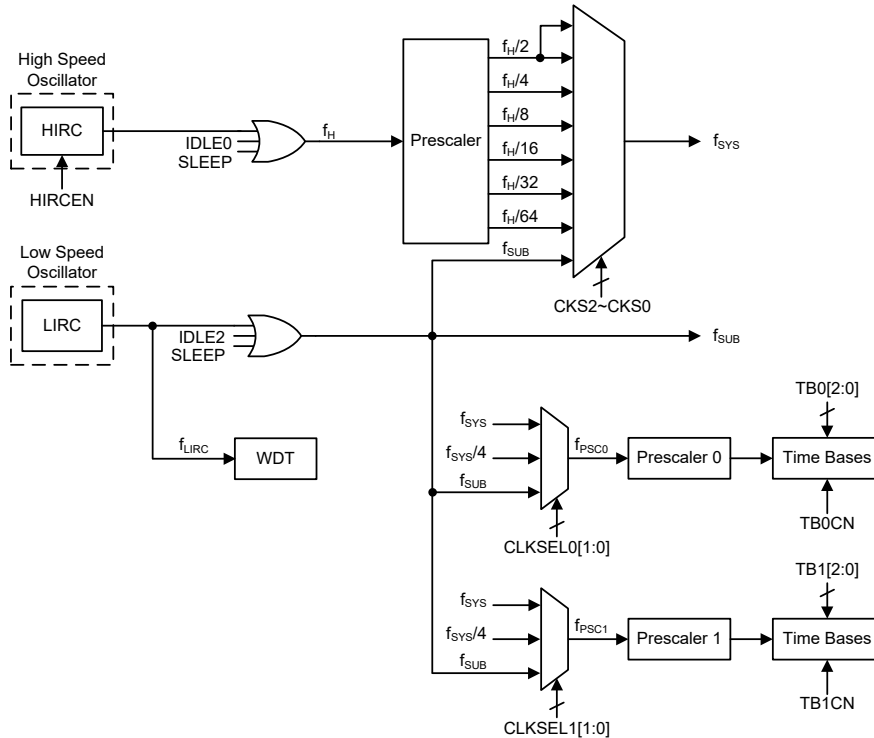 High Speed
Oscillator
HIRC
HIRCEN
IDLE0
SLEEP
fH
Prescaler
fH/2
fH/4
fH/8
fH/16
fH/32
fH/64
fSUB
CKS2~CKS0
fSYS
Low Speed
Oscillator
LIRC
IDLE2
SLEEP
fSUB
fLIRC
WDT
fSYS
fSYS/4
fSUB
CLKSEL0[1:0]
fPSC0
Prescaler 0
TB0[2:0]
Time Bases
TB0CN
fSYS
fSYS/4
fSUB
CLKSEL1[1:0]
fPSC1
Prescaler 1
TB1[2:0]
Time Bases
TB1CN